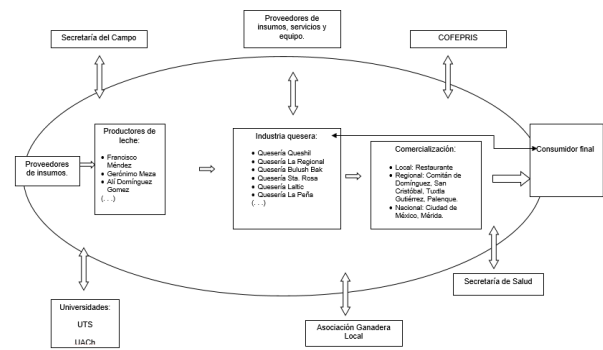 Proveedores de
insumos, servicios y
equipo.
Secretaría del Campo
COFEPRIS
Productores de
leche:
• Francisco
Méndez
• Gerónimo Meza
• Alí Domínguez
Gomez
(. . .)
Industria quesera:
• Quesería Queshil
• Quesería La Regional
• Quesería Bulush Bak
• Quesería Sta. Rosa
• Quesería Laltic
• Quesería La Peña
(. . .)
Comercialización:
• Local: Restaurante
• Regional: Comitán de
Domínguez, San
Cristóbal, Tuxtla
Gutiérrez, Palenque.
• Nacional: Ciudad de
México, Mérida.
Consumidor final
Proveedores
de insumos.
Secretaría de Salud
Universidades:
UTS
UACh
Asociación Ganadera
Local